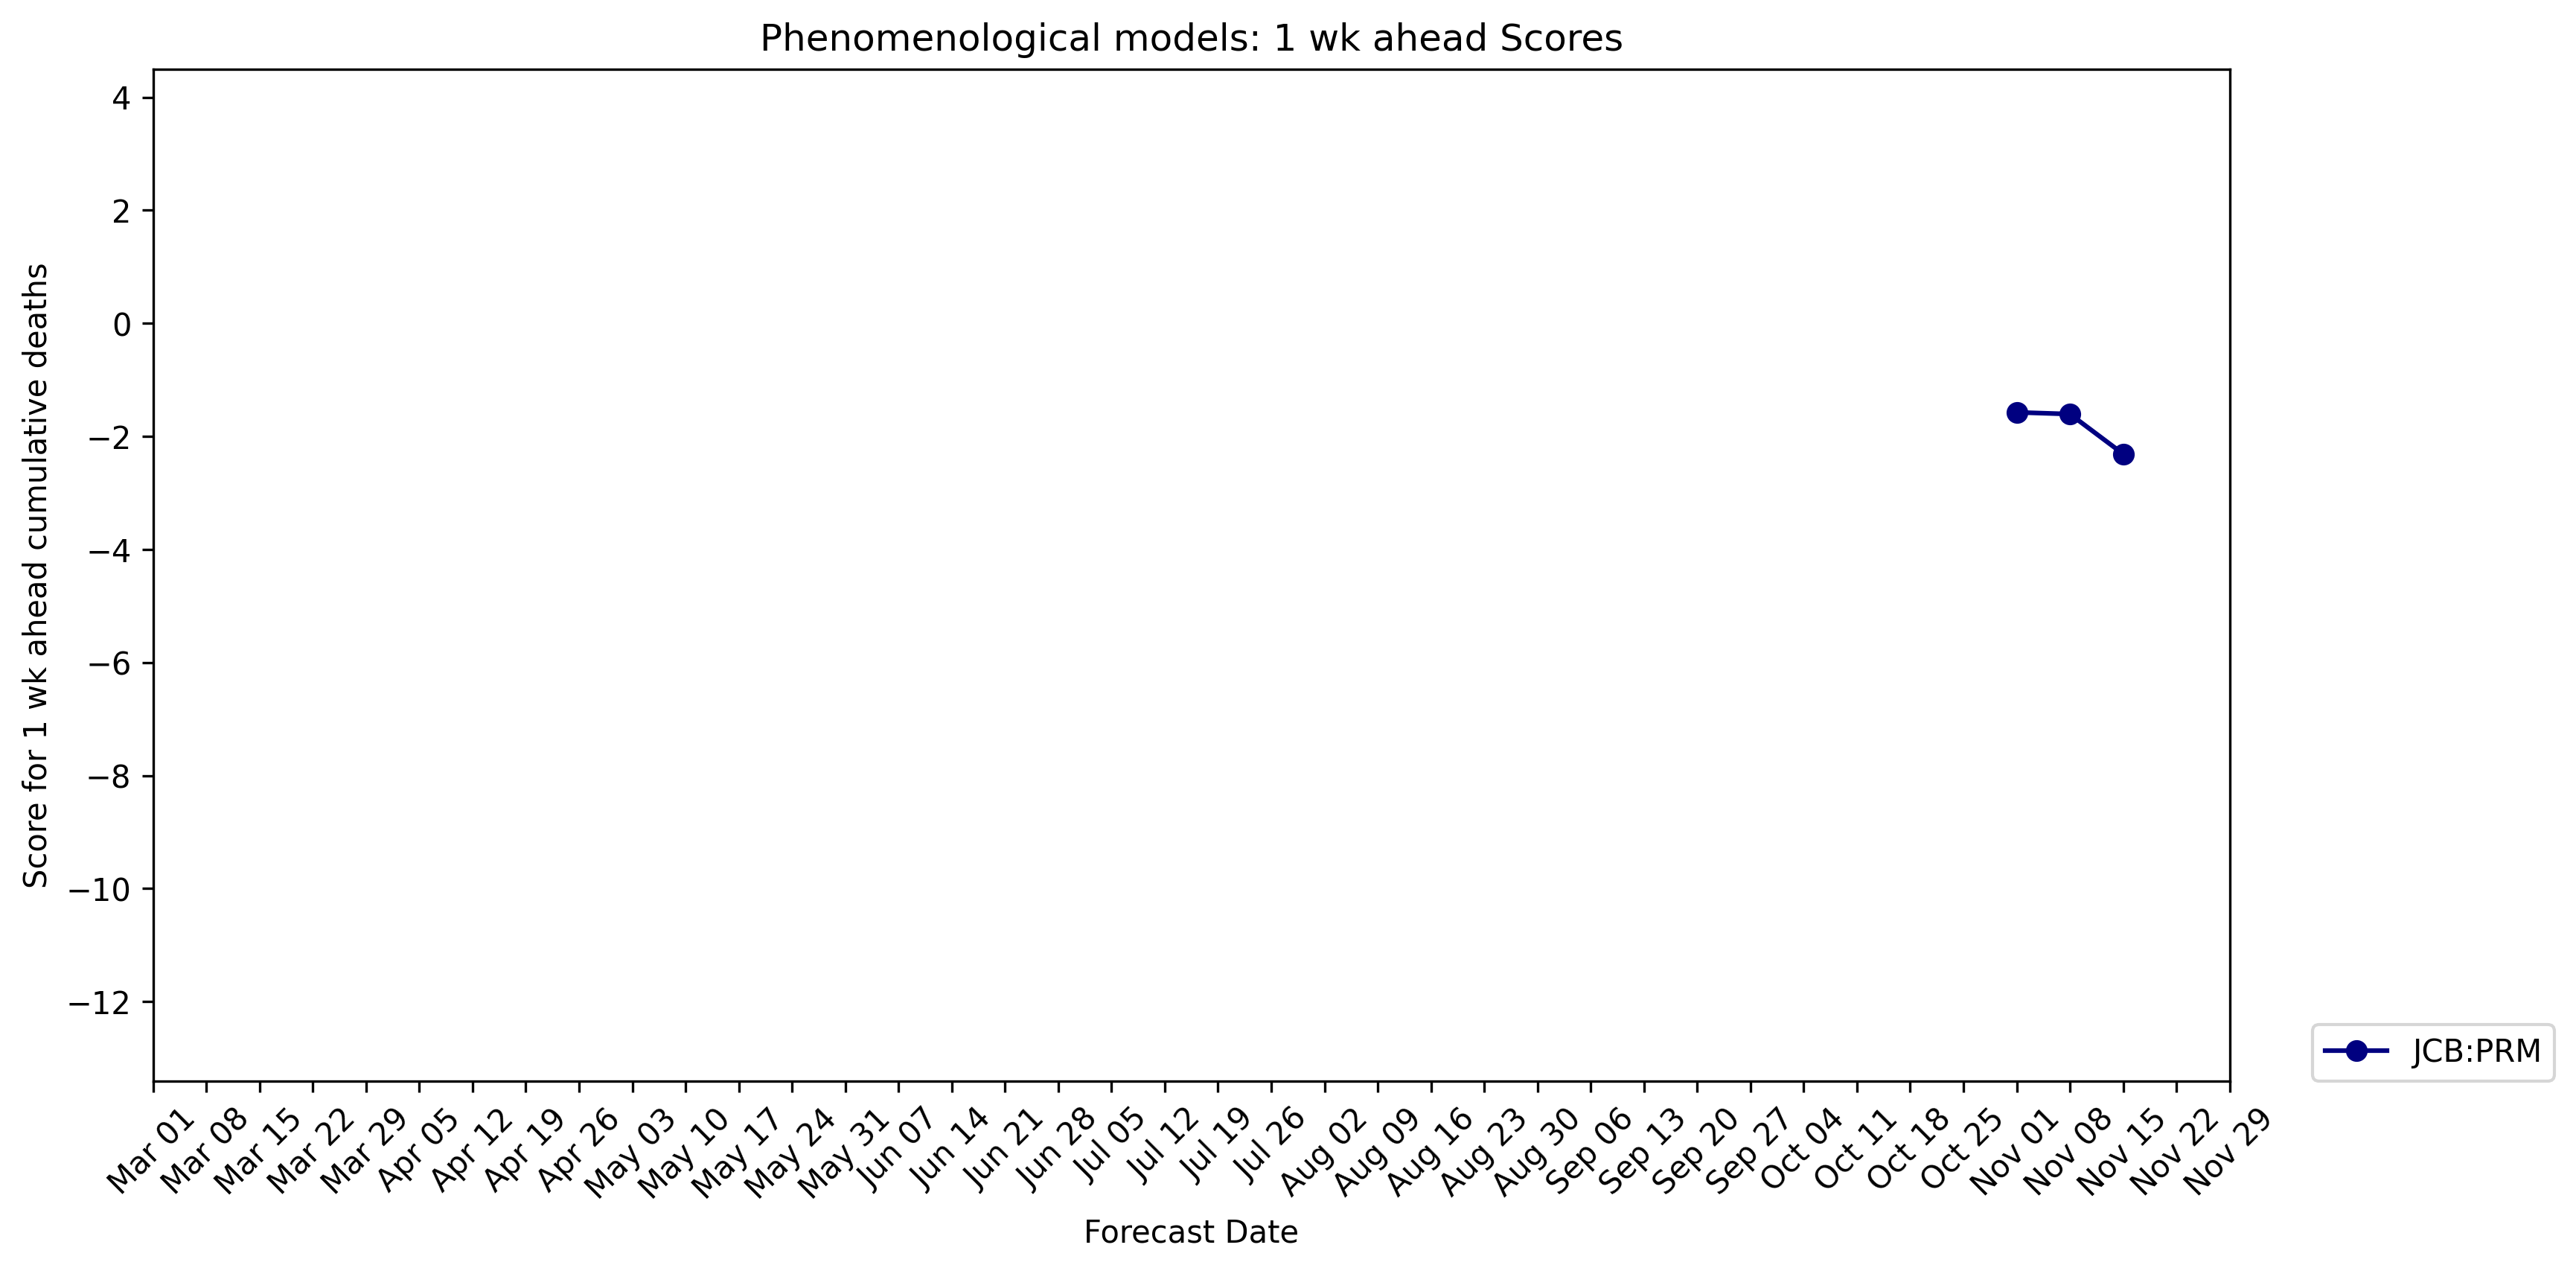 Phenomenological models: 1 wk ahead Scores
Score for 1 wk ahead cumulative deaths
4
2
0
−2
−4
−6
−8
−10
−12
Mar 01
Mar 08
Mar 15
Mar 22
Mar 29
Apr 05
Apr 12
Apr 19
Apr 26
May 03
May 10
May 17
May 24
May 31
Jun 07
Jun 14
Jun 21
Jun 28
Jul 05
Jul 12
Jul 19
Jul 26
Aug 02
Aug 09
Aug 16
Aug 23
Aug 30
Sep 06
Sep 13
Sep 20
Sep 27
Oct 04
Oct 11
Oct 18
Oct 25
Nov 01
Nov 08
Nov 15
Nov 22
Nov 29
Forecast Date
JCB:PRM